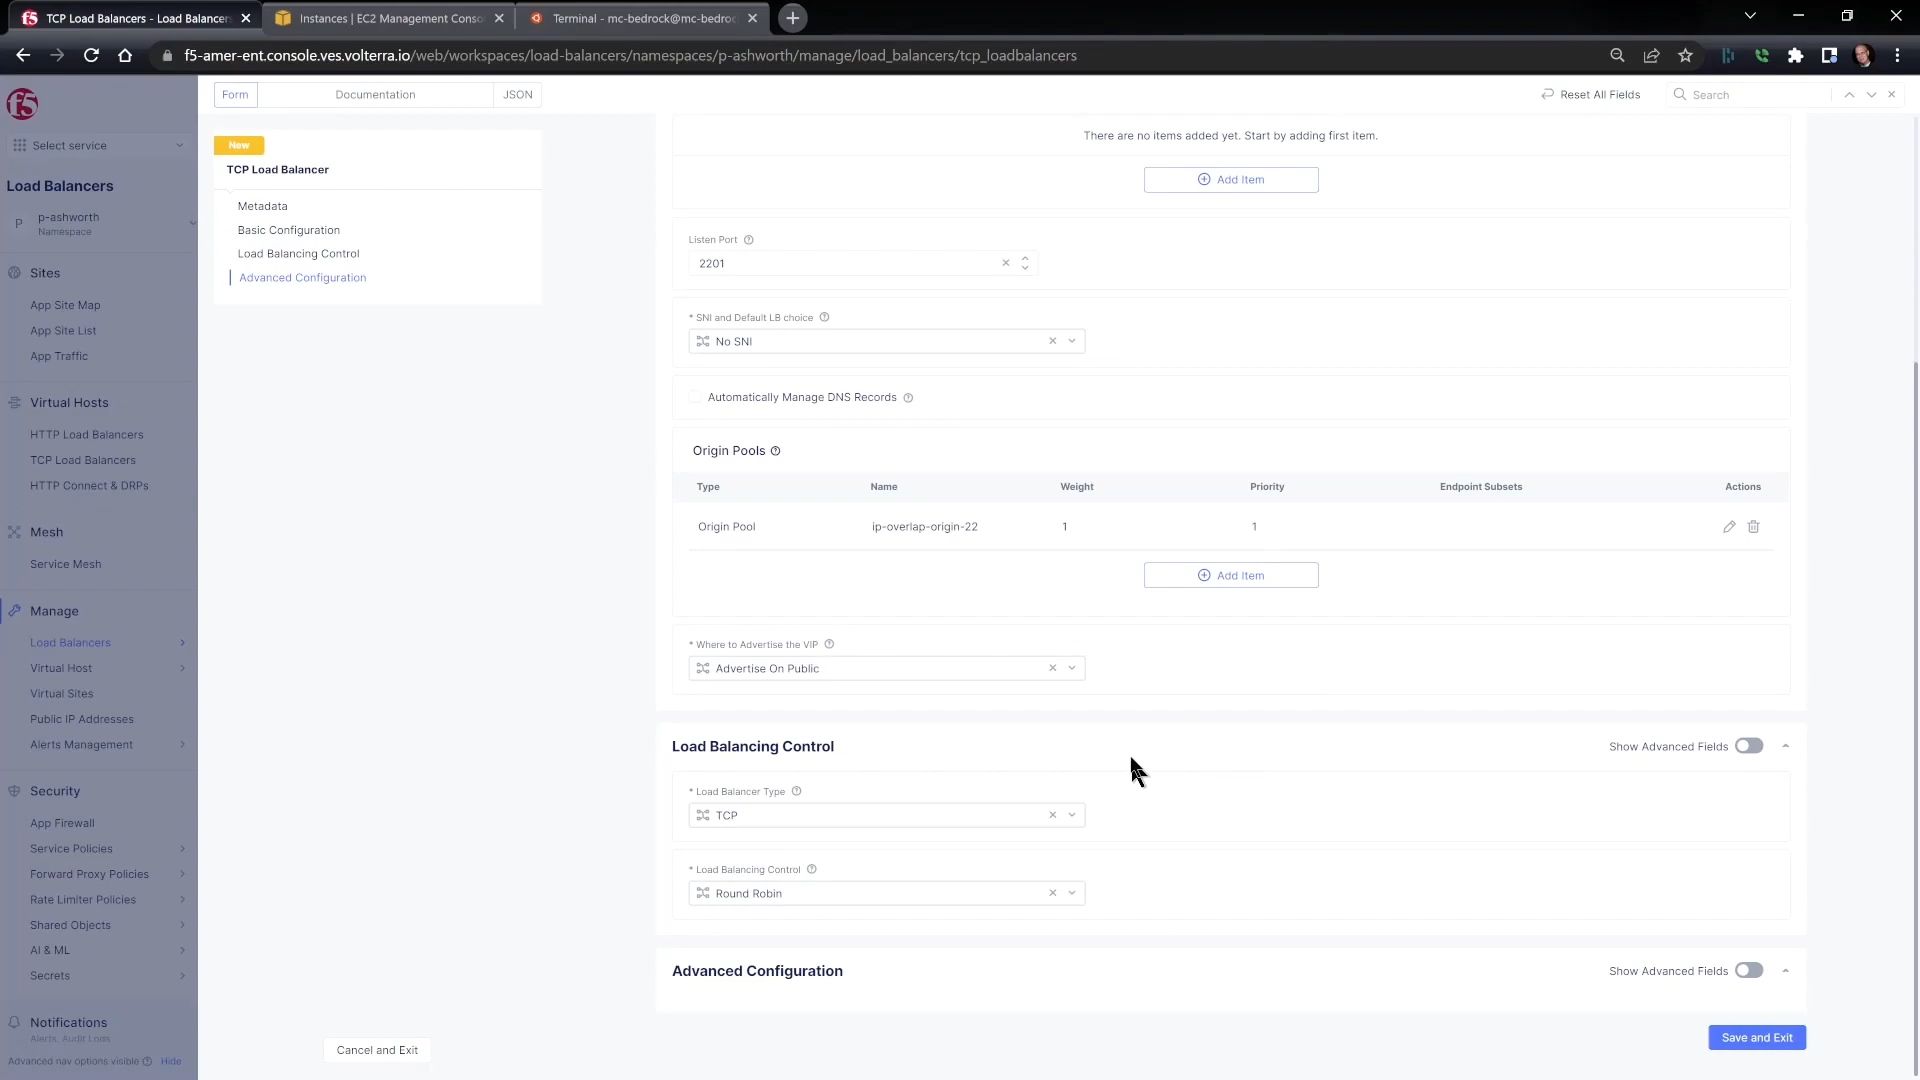 TCP Load Balancers - Load Balancers
Instances | EC2 Management Conso
Terminal - mc-bedrock@mc-bedroc
f5-amer-ent.console.ves.volterra.io/web/workspaces/load-balancers/namespaces/p-ashworth/manage/load_balancers/tcp_loadbalancers
f5
Form
Documentation
JSON
Reset All Fields
Search
Select service
Load Balancers
P
p-ashworth
Namespace
Sites
App Site Map
App Site List
App Traffic
Virtual Hosts
HTTP Load Balancers
TCP Load Balancers
HTTP Connect & DRPs
Mesh
Service Mesh
Manage
Load Balancers
Virtual Host
Virtual Sites
Public IP Addresses
Alerts Management
Security
App Firewall
Service Policies
Forward Proxy Policies
Rate Limiter Policies
Shared Objects
AI & ML
Secrets
Notifications
Alerts, Audit Logs
Advanced nav options visible Hide
New
TCP Load Balancer
Metadata
Basic Configuration
Load Balancing Control
Advanced Configuration
There are no items added yet. Start by adding first item.
Add Item
Listen Port
2201
* SNI and Default LB choice
No SNI
Automatically Manage DNS Records
Origin Pools
Type Name Weight Priority Endpoint Subsets Actions
Origin Pool ip-overlap-origin-22 1 1
Add Item
* Where to Advertise the VIP
Advertise On Public
Load Balancing Control
Show Advanced Fields
* Load Balancer Type
TCP
* Load Balancing Control
Round Robin
Advanced Configuration
Show Advanced Fields
Cancel and Exit
Save and Exit